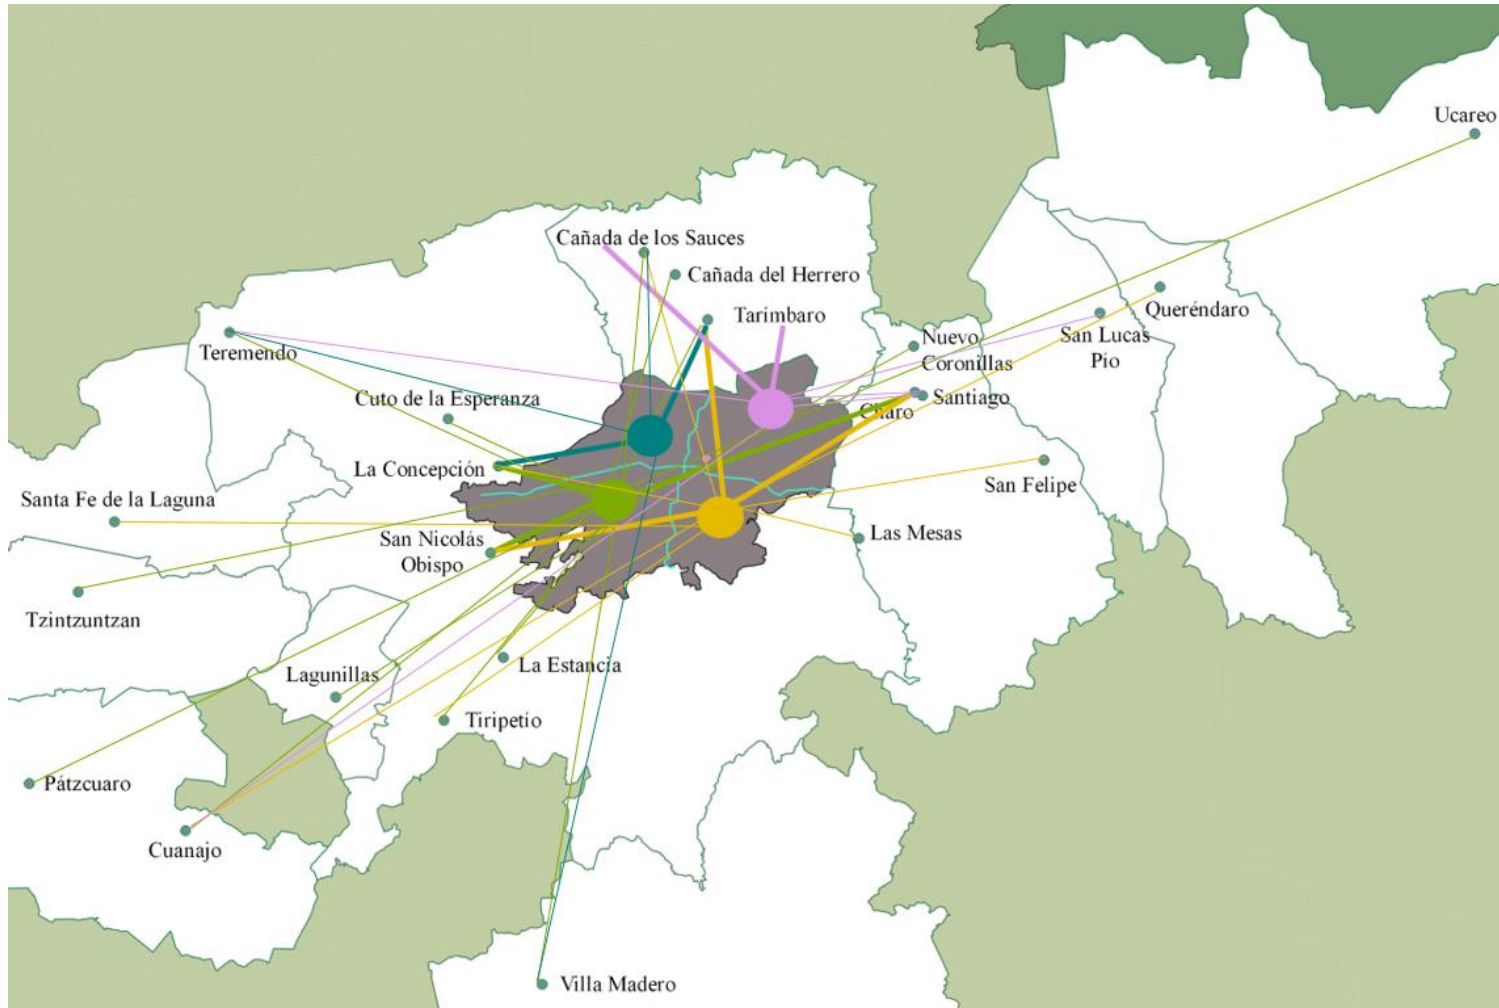 Ucareo
Cañada de los Sauces
Cañada del Herrero
Queréndaro
Tarímbaro
San Lucas
Pío
Nuevo
Coronillas
Teremendo
Cuto de la Esperanza
Santiago
Charo
La Concepción
San Felipe
Santa Fe de la Laguna
Las Mesas
San Nicolás
Obispo
Tzintzuntzan
La Estancia
Lagunillas
Tiripetío
Pátzcuaro
Cuanajo
Villa Madero